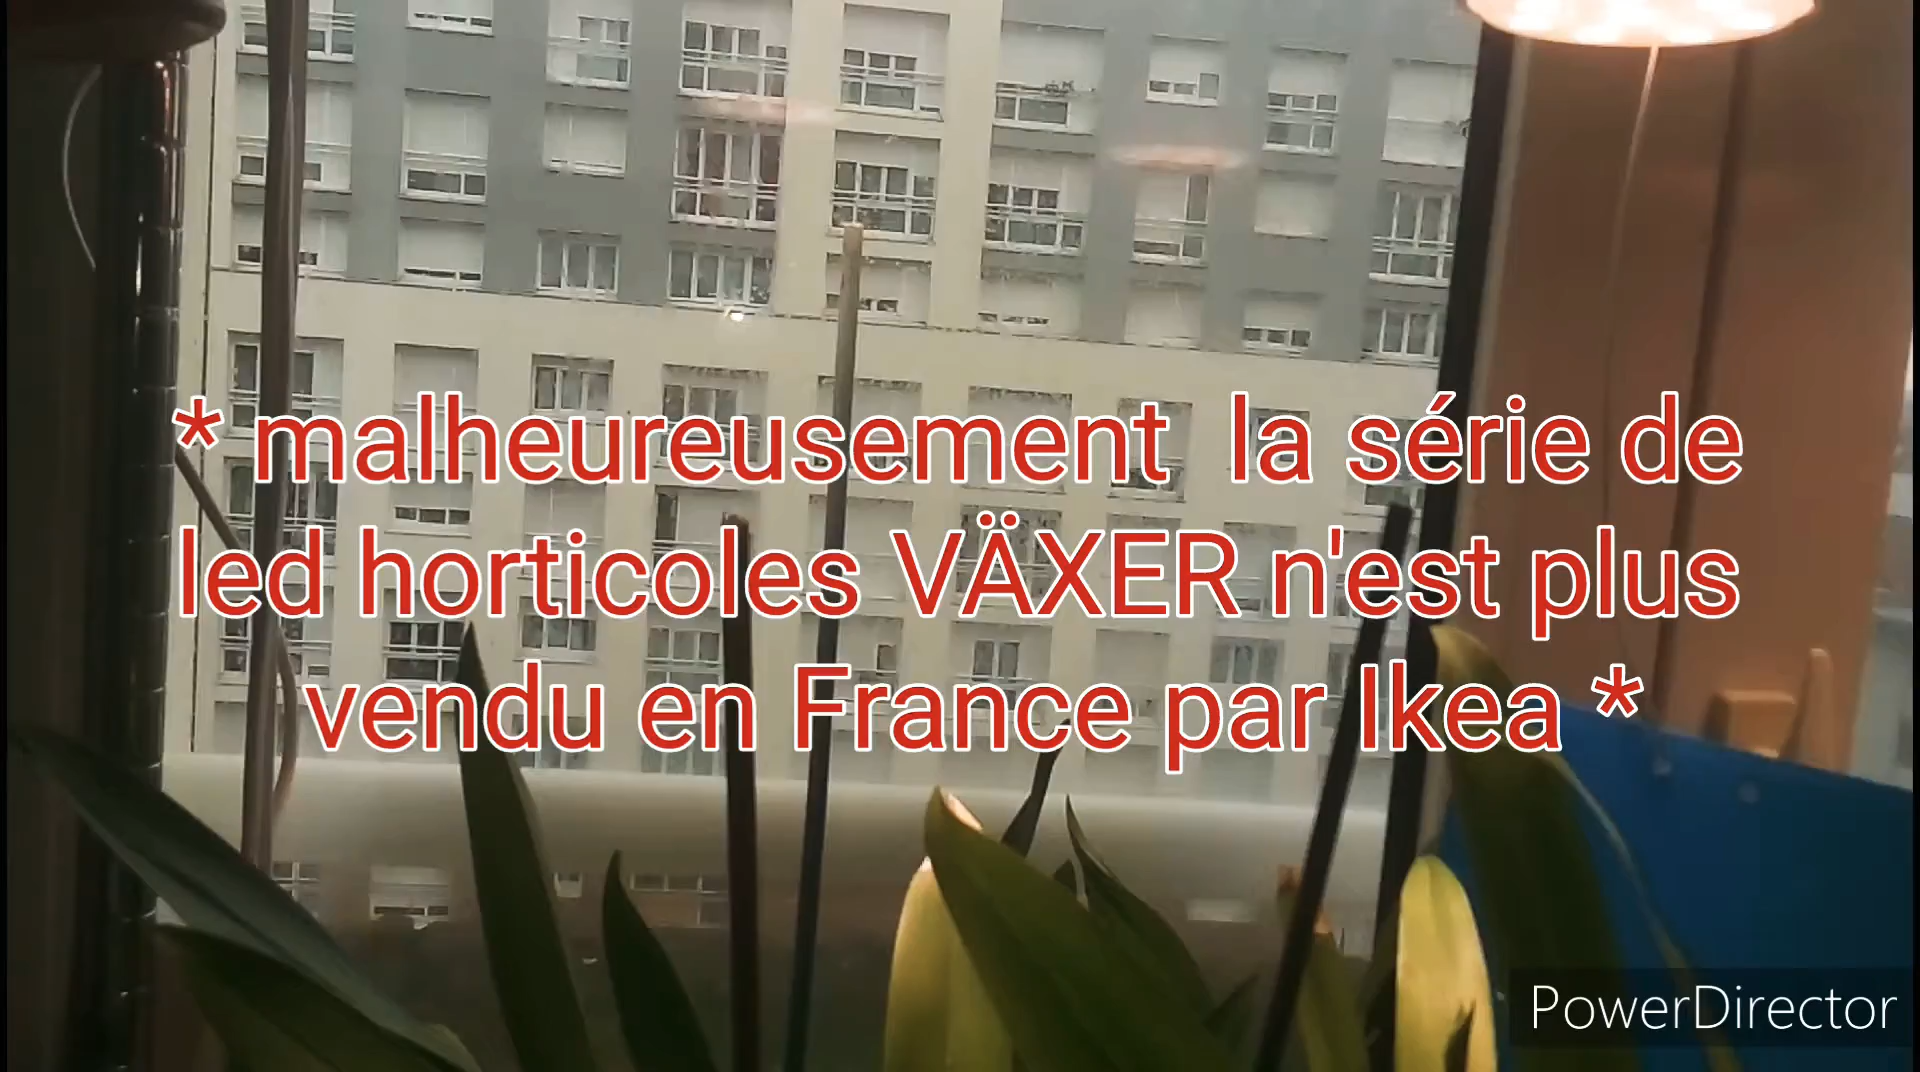 * malheureusement  la série de
led horticoles VÄXER n'est plus
vendu en France par Ikea *
PowerDirector